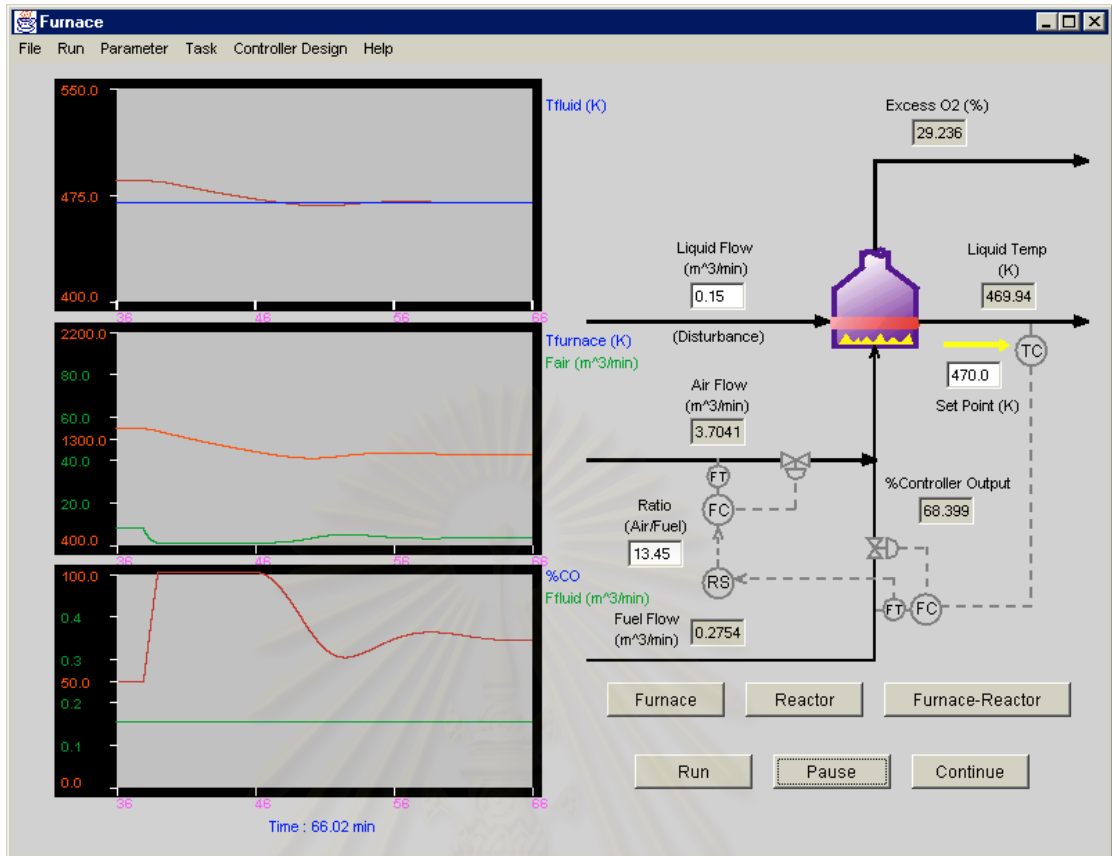 Furnace
File Run Parameter Task Controller Design Help
550.0
475.0
400.0
36 46 56 66
Tfluid (K)
2200.0
80.0
60.0
1300.0
40.0
20.0
400.0
36 46 56 66
Tfurnace (K)
Fair (m^3/min)
100.0
0.4
0.3
50.0
0.2
0.1
0.0
36 46 56 66
%CO
Ffluid (m^3/min)
Time : 66.02 min
Excess O2 (%)
29.236
Liquid Flow
(m^3/min)
0.15
(Disturbance)
Liquid Temp
(K)
469.94
TC
470.0
Set Point (K)
Air Flow
(m^3/min)
3.7041
FT
FC
Ratio
(Air/Fuel)
13.45
RS
%Controller Output
68.399
FT
FC
Fuel Flow
(m^3/min)
0.2754
Furnace Reactor Furnace-Reactor
Run Pause Continue